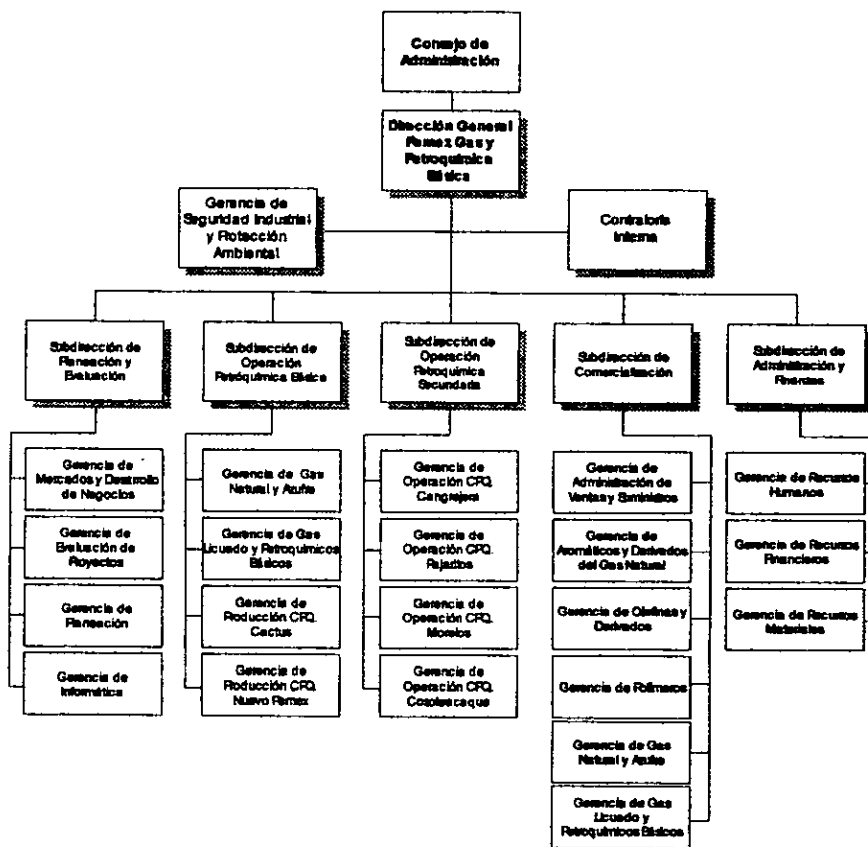 Consejo de
Administración
Dirección General
Pemex Gas y
Petroquímica
Básica
Gerencia de
Seguridad Industrial
y Protección
Ambiental
Contraloría
Interna
Subdirección de
Planeación y
Evaluación
Subdirección de
Operación
Petróquímica Básica
Subdirección de
Operación
Petroquímica
Secundaria
Subdirección de
Comercialización
Subdirección de
Administración y
Finanzas
Gerencia de
Mercados y Desarrollo
de Negocios
Gerencia de
Evaluación de
Proyectos
Gerencia de
Planeación
Gerencia de
Informática
Gerencia de Gas
Natural y Azufre
Gerencia de Gas
Licuado y Petroquímicos
Básicos
Gerencia de
Producción CPQ.
Cactus
Gerencia de
Producción CPQ.
Nuevo Pemex
Gerencia de
Operación CPQ.
Cangrejera
Gerencia de
Operación CPQ.
Pajaritos
Gerencia de
Operación CPQ.
Morelos
Gerencia de
Operación CPQ.
Cosoleacaque
Gerencia de
Administración de
Ventas y Suministros
Gerencia de
Aromáticos y Derivados
del Gas Natural
Gerencia de Olefinas y
Derivados
Gerencia de Polímeros
Gerencia de Gas
Natural y Azufre
Gerencia de Gas
Licuado y
Petroquímicos Básicos
Gerencia de Recursos
Humanos
Gerencia de Recursos
Financieros
Gerencia de Recursos
Materiales